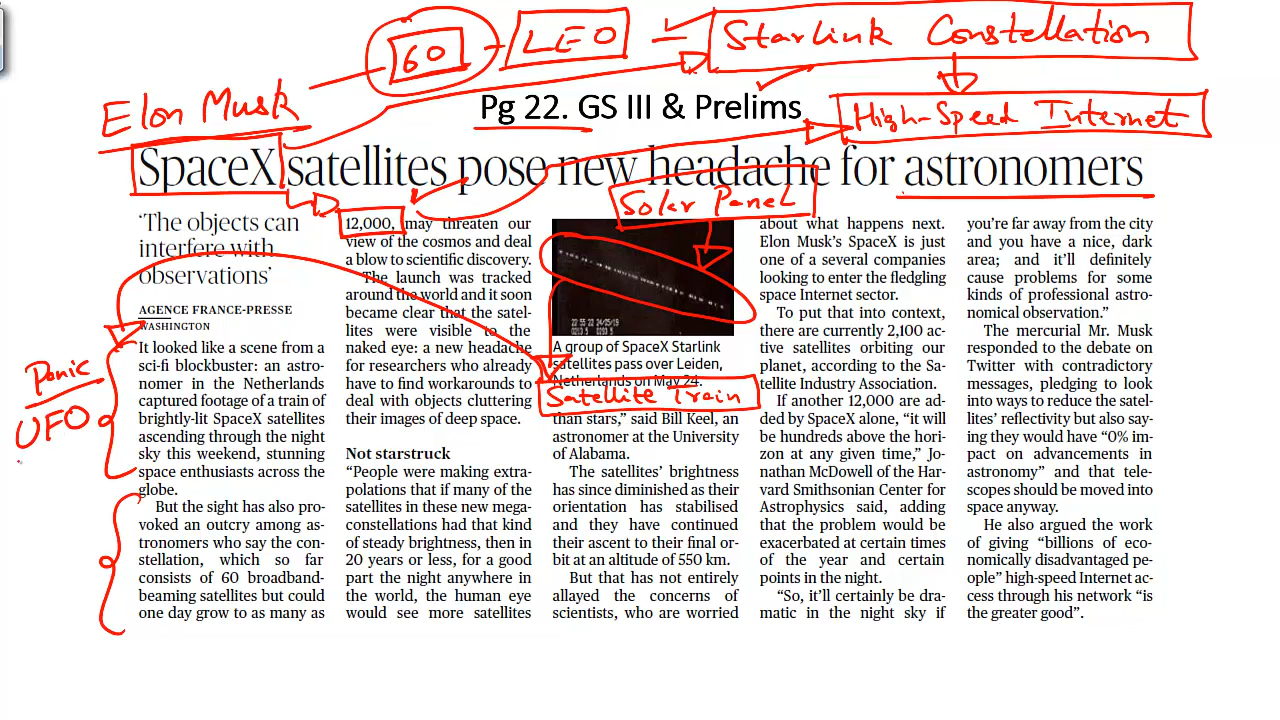 60 - LEO = Starlink Constellation
Elon Musk
Pg 22. GS III & Prelims
High-Speed Internet
SpaceX satellites pose new headache for astronomers
Solar Panel
‘The objects can
interfere with
observations’
AGENCE FRANCE-PRESSE
WASHINGTON
It looked like a scene from a
sci-fi blockbuster: an astro-
nomer in the Netherlands
captured footage of a train of
brightly-lit SpaceX satellites
ascending through the night
sky this weekend, stunning
space enthusiasts across the
globe.
But the sight has also pro-
voked an outcry among as-
tronomers who say the con-
stellation, which so far
consists of 60 broadband-
beaming satellites but could
one day grow to as many as
Panic
UFO
12,000, may threaten our
view of the cosmos and deal
a blow to scientific discovery.
The launch was tracked
around the world and it soon
became clear that the satel-
lites were visible to the
naked eye: a new headache
for researchers who already
have to find workarounds to
deal with objects cluttering
their images of deep space.
Not starstruck
“People were making extra-
polations that if many of the
satellites in these new mega-
constellations had that kind
of steady brightness, then in
20 years or less, for a good
part the night anywhere in
the world, the human eye
would see more satellites
A group of SpaceX Starlink
satellites pass over Leiden,
Netherlands on May 24.
Satellite Train
than stars,” said Bill Keel, an
astronomer at the University
of Alabama.
The satellites’ brightness
has since diminished as their
orientation has stabilised
and they have continued
their ascent to their final or-
bit at an altitude of 550 km.
But that has not entirely
allayed the concerns of
scientists, who are worried
about what happens next.
Elon Musk’s SpaceX is just
one of a several companies
looking to enter the fledgling
space Internet sector.
To put that into context,
there are currently 2,100 ac-
tive satellites orbiting our
planet, according to the Sa-
tellite Industry Association.
If another 12,000 are ad-
ded by SpaceX alone, “it will
be hundreds above the hori-
zon at any given time,” Jo-
nathan McDowell of the Har-
vard Smithsonian Center for
Astrophysics said, adding
that the problem would be
exacerbated at certain times
of the year and certain
points in the night.
“So, it’ll certainly be dra-
matic in the night sky if
you’re far away from the city
and you have a nice, dark
area; and it’ll definitely
cause problems for some
kinds of professional astro-
nomical observation.”
The mercurial Mr. Musk
responded to the debate on
Twitter with contradictory
messages, pledging to look
into ways to reduce the satel-
lites’ reflectivity but also say-
ing they would have “0% im-
pact on advancements in
astronomy” and that tele-
scopes should be moved into
space anyway.
He also argued the work
of giving “billions of eco-
nomically disadvantaged pe-
ople” high-speed Internet ac-
cess through his network “is
the greater good”.